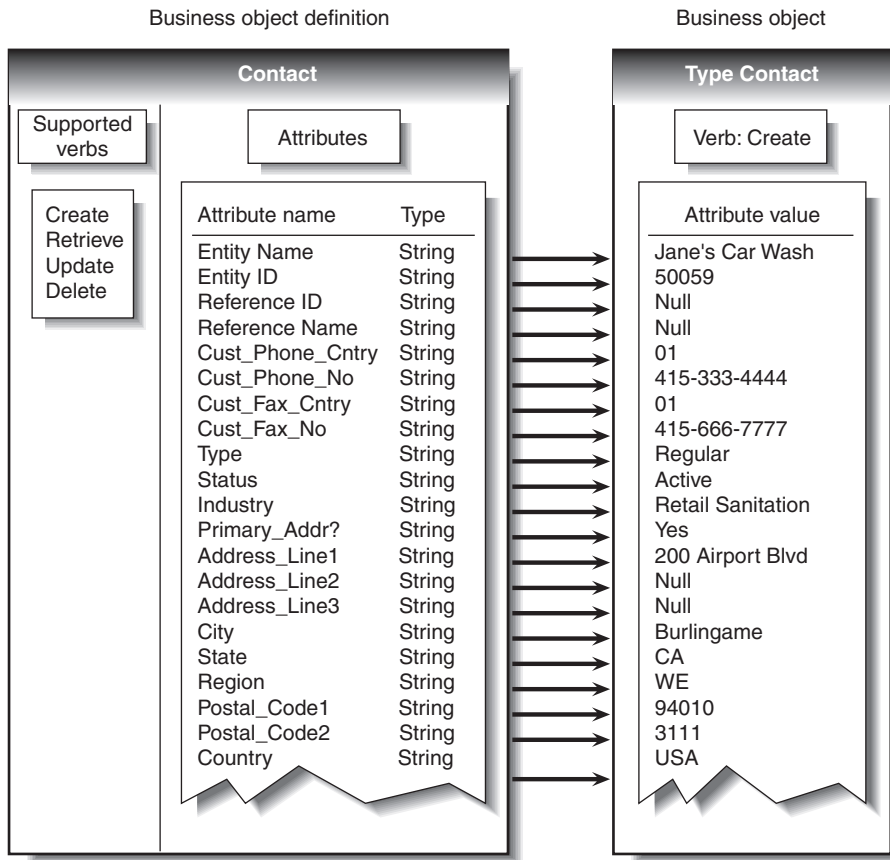 Business object definition
Business object
Contact
Type Contact
Supported
verbs
Attributes
Verb: Create
Create
Retrieve
Update
Delete
Attribute name Type
Entity Name String
Entity ID String
Reference ID String
Reference Name String
Cust_Phone_Cntry String
Cust_Phone_No String
Cust_Fax_Cntry String
Cust_Fax_No String
Type String
Status String
Industry String
Primary_Addr? String
Address_Line1 String
Address_Line2 String
Address_Line3 String
City String
State String
Region String
Postal_Code1 String
Postal_Code2 String
Country String
Attribute value
Jane's Car Wash
50059
Null
Null
01
415-333-4444
01
415-666-7777
Regular
Active
Retail Sanitation
Yes
200 Airport Blvd
Null
Null
Burlingame
CA
WE
94010
3111
USA